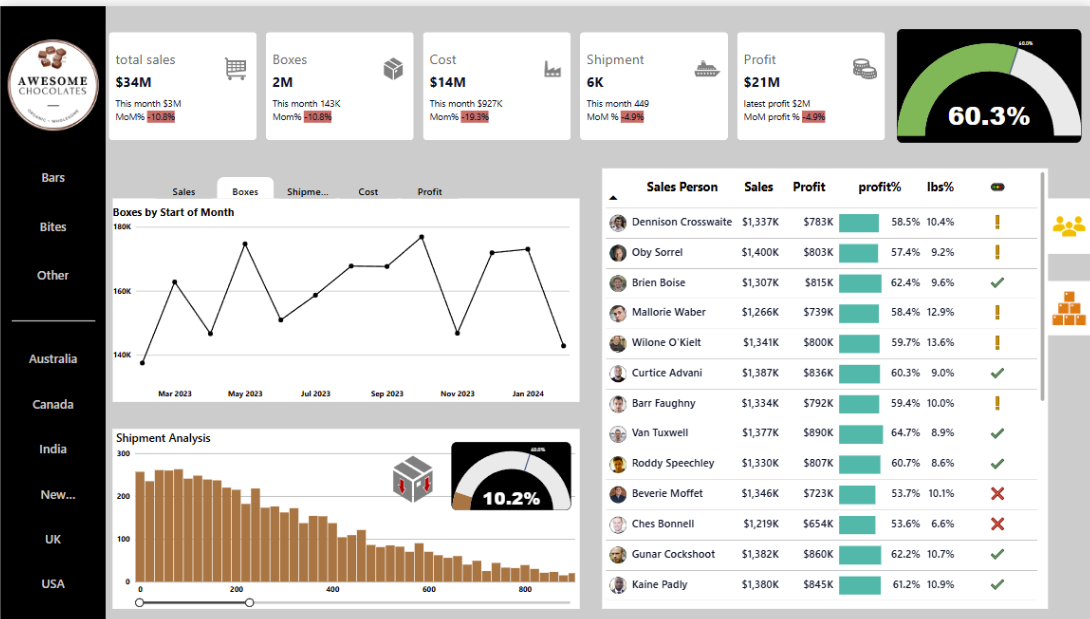 AWESOME
CHOCOLATES
ORGANIC • WHOLESOME
Bars
Bites
Other
Australia
Canada
India
New...
UK
USA
total sales
$34M
This month $3M
MoM% -10.8%
Boxes
2M
This month 143K
Mom% -10.8%
Cost
$14M
This month $927K
Mom% -19.3%
Shipment
6K
This month 449
MoM % -4.9%
Profit
$21M
latest profit $2M
MoM profit % -4.9%
60.0%
60.3%
Sales Boxes Shipme... Cost Profit
Boxes by Start of Month
180K
160K
140K
Mar 2023 May 2023 Jul 2023 Sep 2023 Nov 2023 Jan 2024
Shipment Analysis
300
200
100
0
0 200 400 600 800
60.0%
10.2%
Sales Person Sales Profit profit% lbs%
Dennison Crosswaite $1,337K $783K 58.5% 10.4%
Oby Sorrel $1,400K $803K 57.4% 9.2%
Brien Boise $1,307K $815K 62.4% 9.6%
Mallorie Waber $1,266K $739K 58.4% 12.9%
Wilone O'Kielt $1,341K $800K 59.7% 13.6%
Curtice Advani $1,387K $836K 60.3% 9.0%
Barr Faughny $1,334K $792K 59.4% 10.0%
Van Tuxwell $1,377K $890K 64.7% 8.9%
Roddy Speechley $1,330K $807K 60.7% 8.6%
Beverie Moffet $1,346K $723K 53.7% 10.1%
Ches Bonnell $1,219K $654K 53.6% 6.6%
Gunar Cockshoot $1,382K $860K 62.2% 10.7%
Kaine Padly $1,380K $845K 61.2% 10.9%